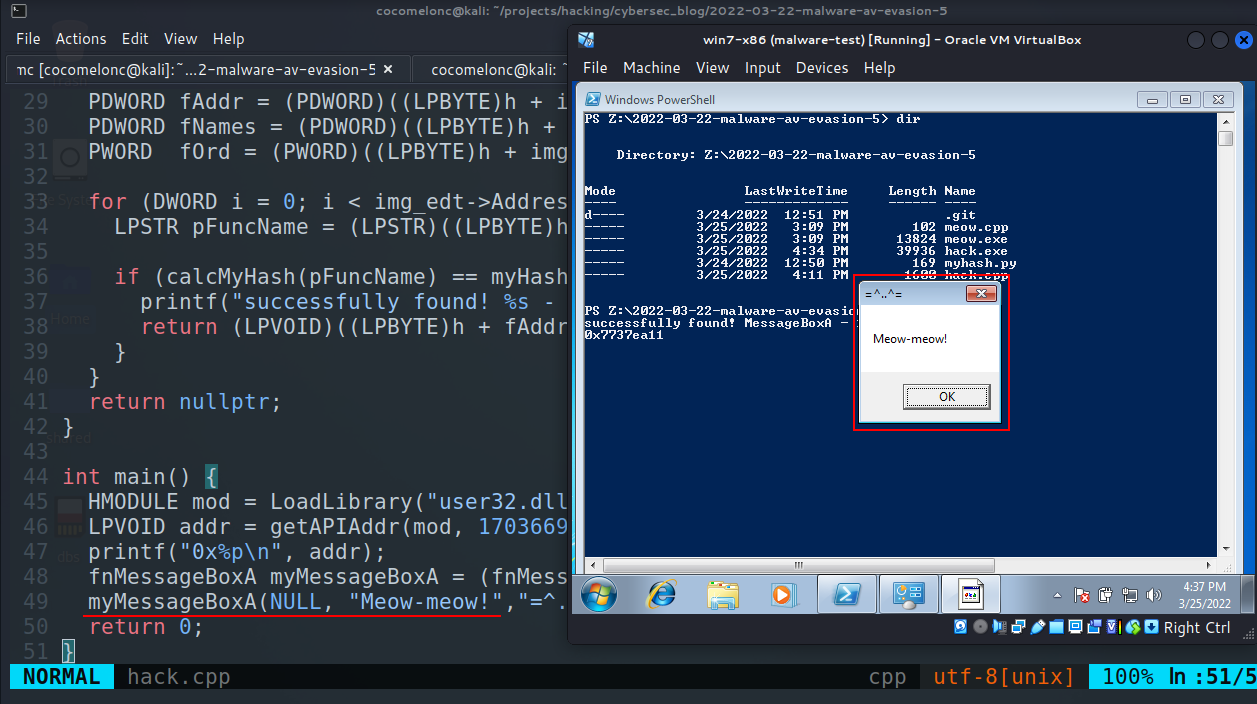 cocomelonc@kali: ~/projects/hacking/cybersec_blog/2022-03-22-malware-av-evasion-5
File Actions Edit View Help
mc [cocomelonc@kali]:~...2-malware-av-evasion-5
cocomelonc@kali: ~
29 PDWORD fAddr = (PDWORD)((LPBYTE)h + i
30 PDWORD fNames = (PDWORD)((LPBYTE)h +
31 PWORD  fOrd = (PWORD)((LPBYTE)h + img
32
33 for (DWORD i = 0; i < img_edt->Addres
34 LPSTR pFuncName = (LPSTR)((LPBYTE)h
35
36 if (calcMyHash(pFuncName) == myHash
37 printf("successfully found! %s -
38 return (LPVOID)((LPBYTE)h + fAddr
39 }
40 }
41 return nullptr;
42 }
43
44 int main() {
45 HMODULE mod = LoadLibrary("user32.dll
46 LPVOID addr = getAPIAddr(mod, 1703669
47 printf("0x%p\n", addr);
48 fnMessageBoxA myMessageBoxA = (fnMess
49 myMessageBoxA(NULL, "Meow-meow!","=^.
50 return 0;
51 }
NORMAL hack.cpp cpp utf-8[unix] 100% ln :51/5
win7-x86 (malware-test) [Running] - Oracle VM VirtualBox
File Machine View Input Devices Help
Windows PowerShell
PS Z:\2022-03-22-malware-av-evasion-5> dir
Directory: Z:\2022-03-22-malware-av-evasion-5
Mode LastWriteTime Length Name
---- ------------- ------ ----
d---- 3/24/2022 12:51 PM .git
----- 3/25/2022 3:09 PM 102 meow.cpp
----- 3/25/2022 3:09 PM 13824 meow.exe
----- 3/25/2022 4:34 PM 39936 hack.exe
----- 3/24/2022 12:50 PM 169 myhash.py
----- 3/25/2022 4:11 PM 1600 hack.cpp
PS Z:\2022-03-22-malware-av-evasion
successfully found! MessageBoxA -
0x7737ea11
=^..^=
Meow-meow!
OK
4:37 PM
3/25/2022
Right Ctrl